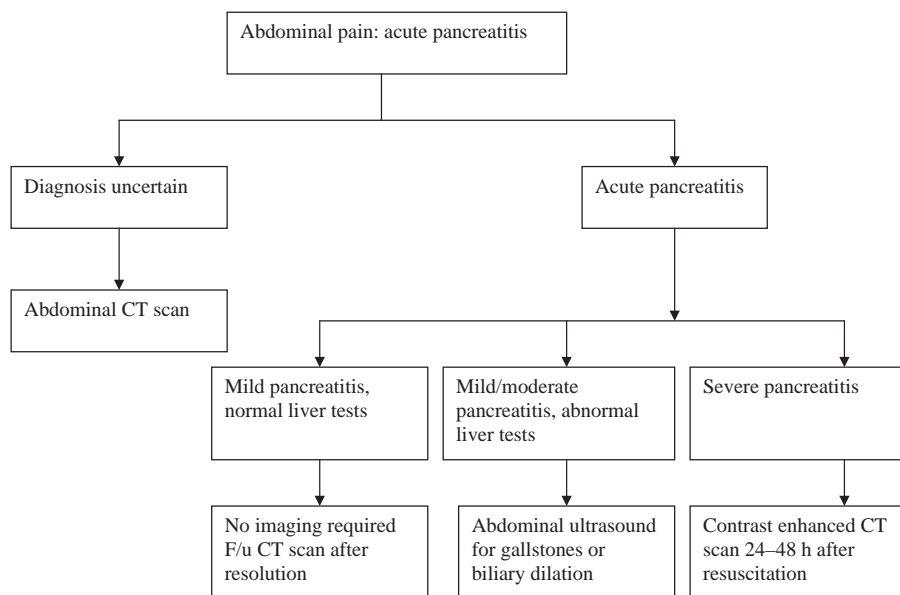 Abdominal pain: acute pancreatitis
Diagnosis uncertain
Acute pancreatitis
Abdominal CT scan
Mild pancreatitis,
normal liver tests
Mild/moderate
pancreatitis, abnormal
liver tests
Severe pancreatitis
No imaging required
F/u CT scan after
resolution
Abdominal ultrasound
for gallstones or
biliary dilation
Contrast enhanced CT
scan 24–48 h after
resuscitation